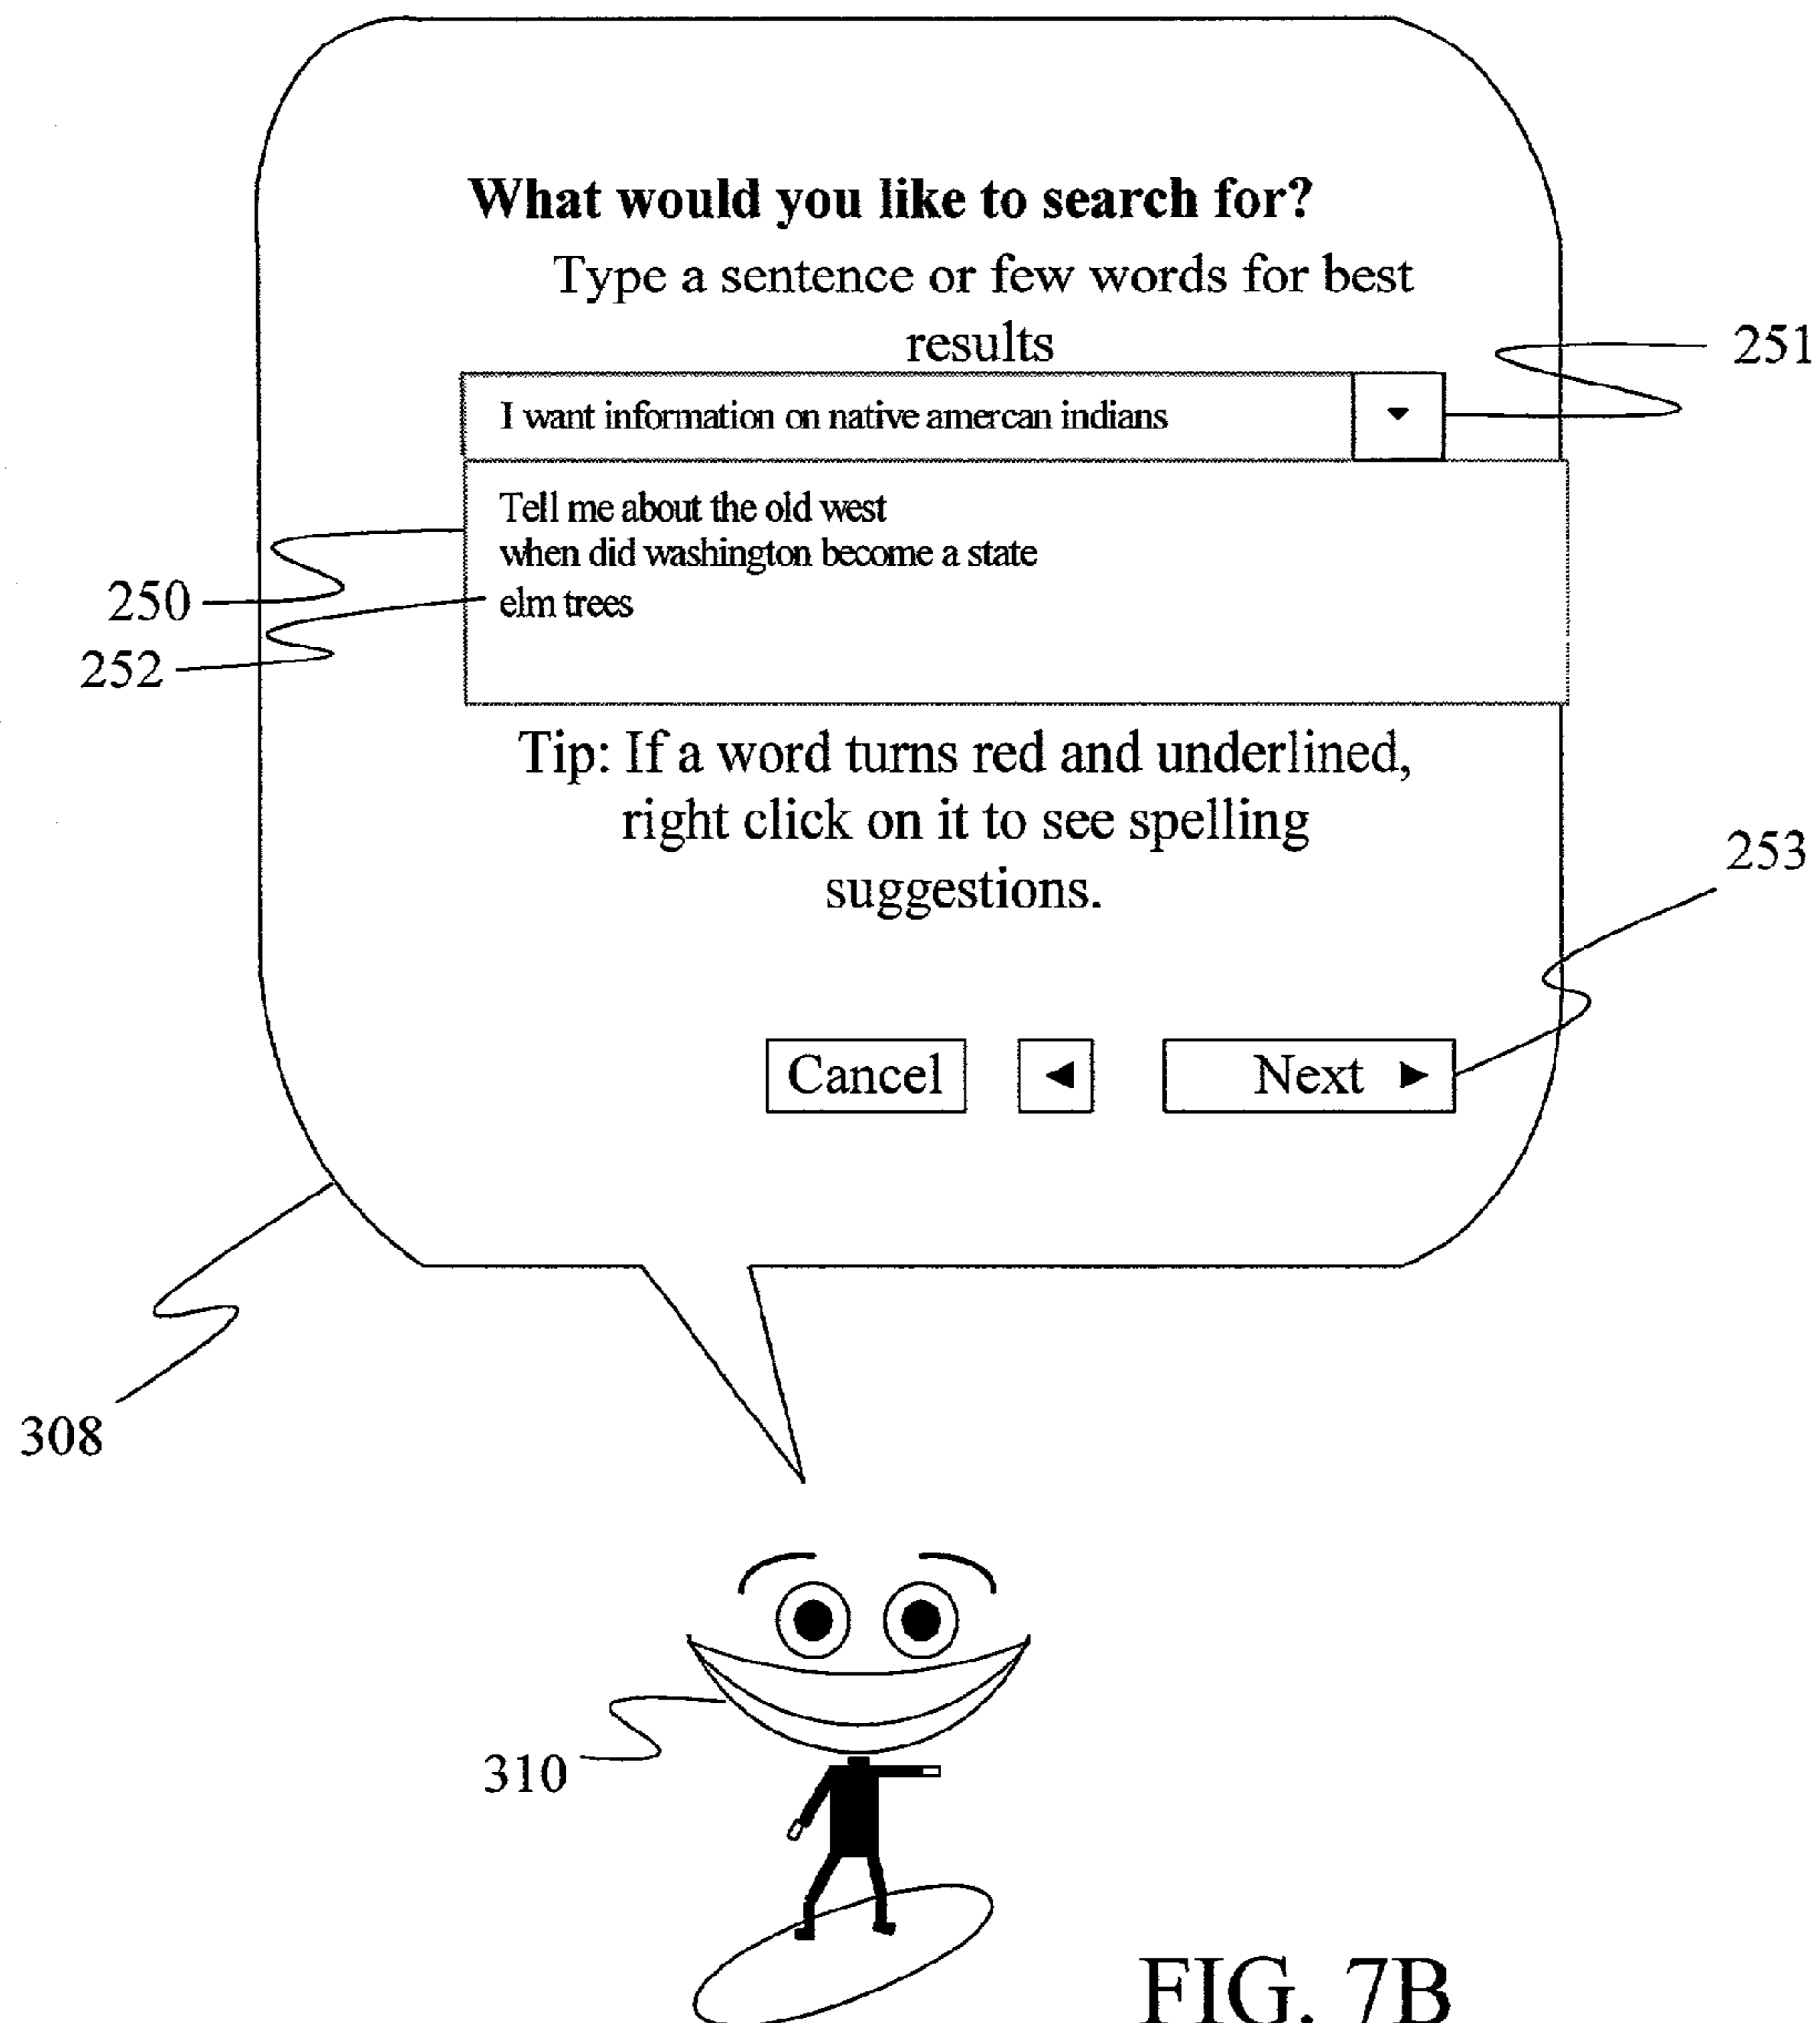 What would you like to search for?
Type a sentence or few words for best
results
251
I want information on native amercan indians
Tell me about the old west
when did washington become a state
250
elm trees
252
Tip: If a word turns red and underlined,
right click on it to see spelling
suggestions.
253
Cancel
Next
308
310
FIG. 7B